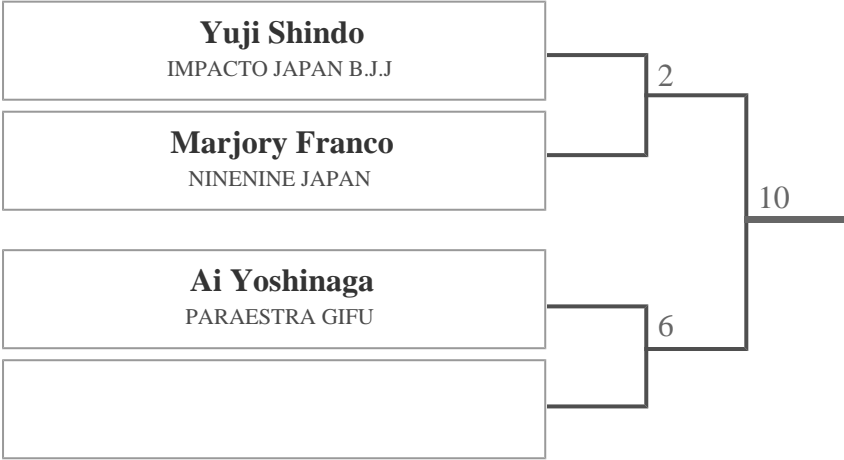 Yuji Shindo
IMPACTO JAPAN B.J.J
2
Marjory Franco
NINENINE JAPAN
10
Ai Yoshinaga
PARAESTRA GIFU
6